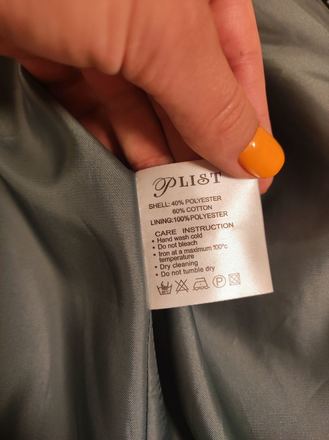 PLIST
SHELL: 40% POLYESTER
60% COTTON
LINING:100%POLYESTER
CARE INSTRUCTION
• Hand wash cold
• Do not bleach
• Iron at a maximum 100℃
temperature
• Dry cleaning
• Do not tumble dry
P